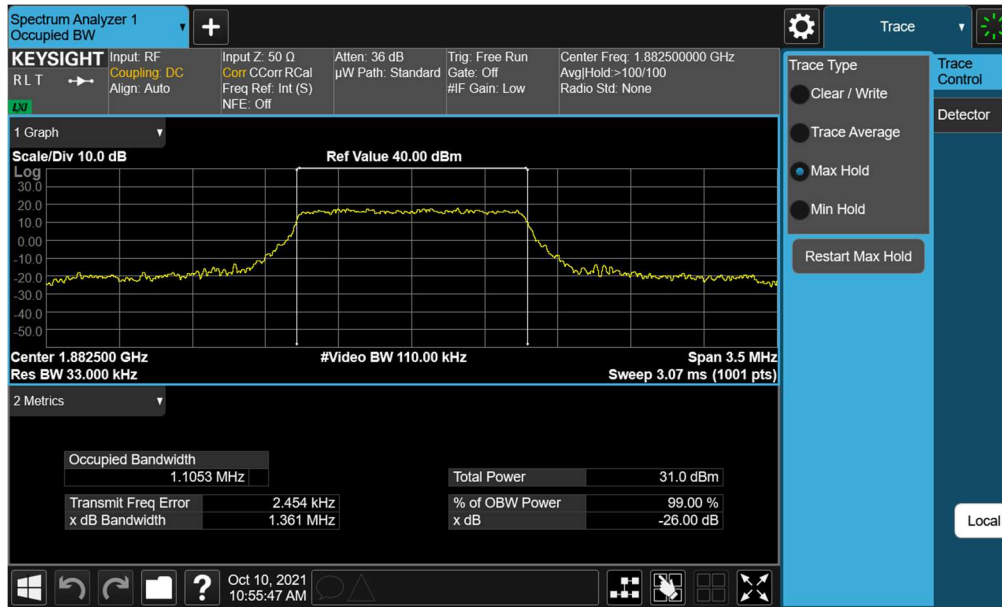 Spectrum Analyzer 1
Occupied BW
+
Trace
KEYSIGHT
R L T
LXI
Input: RF
Coupling: DC
Align: Auto
Input Z: 50 Ω
Corr CCorr RCal
Freq Ref: Int (S)
NFE: Off
Atten: 36 dB
µW Path: Standard
Trig: Free Run
Gate: Off
#IF Gain: Low
Center Freq: 1.882500000 GHz
Avg|Hold:>100/100
Radio Std: None
Trace Type
Clear / Write
Trace Average
Max Hold
Min Hold
Restart Max Hold
Trace
Control
Detector
Local
1 Graph
Scale/Div 10.0 dB
Ref Value 40.00 dBm
Log
30.0
20.0
10.0
0.00
-10.0
-20.0
-30.0
-40.0
-50.0
Center 1.882500 GHz
#Video BW 110.00 kHz
Span 3.5 MHz
Res BW 33.000 kHz
Sweep 3.07 ms (1001 pts)
2 Metrics
Occupied Bandwidth
1.1053 MHz
Total Power 31.0 dBm
Transmit Freq Error 2.454 kHz
% of OBW Power 99.00 %
x dB Bandwidth 1.361 MHz
x dB -26.00 dB
?
Oct 10, 2021
10:55:47 AM